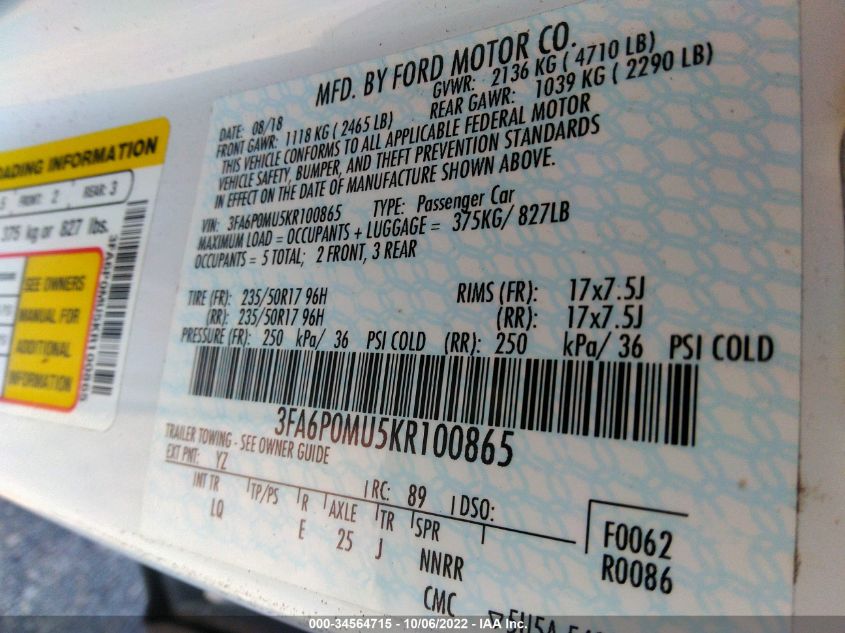 MFD. BY FORD MOTOR CO.
DATE: 08/18 GVWR: 2136 KG ( 4710 LB)
FRONT GAWR: 1118 KG ( 2465 LB) REAR GAWR: 1039 KG ( 2290 LB)
THIS VEHICLE CONFORMS TO ALL APPLICABLE FEDERAL MOTOR
VEHICLE SAFETY, BUMPER, AND THEFT PREVENTION STANDARDS
IN EFFECT ON THE DATE OF MANUFACTURE SHOWN ABOVE.
VIN: 3FA6P0MU5KR100865 TYPE: Passenger Car
MAXIMUM LOAD = OCCUPANTS + LUGGAGE = 375KG/ 827LB
OCCUPANTS = 5 TOTAL; 2 FRONT, 3 REAR
TIRE (FR): 235/50R17 96H RIMS (FR): 17x7.5J
(RR): 235/50R17 96H (RR): 17x7.5J
PRESSURE (FR): 250 kPa/ 36 PSI COLD (RR): 250 kPa/ 36 PSI COLD
3FA6P0MU5KR100865
TRAILER TOWING - SEE OWNER GUIDE
EXT PNT: YZ RC: 89 DSO:
INT TR TP/PS R AXLE TR SPR F0062
LQ E 25 J NNRR R0086
CMC
LOADING INFORMATION
5 FRONT: 2 REAR: 3
375 kg or 827 lbs.
SEE OWNERS
MANUAL FOR
ADDITIONAL
INFORMATION
3FA6P0MU5KR100865
000-34564715 - 10/06/2022 - IAA Inc.